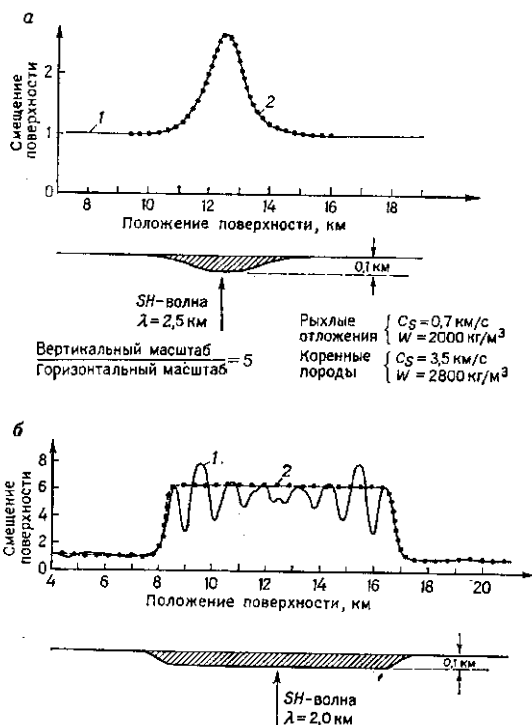 а
Смещение
поверхности
2
1
0
1
2
8 10 12 14 16 18
Положение поверхности, км
0,1 км
SH-волна
λ = 2,5 км
Вертикальный масштаб
Горизонтальный масштаб = 5
Рыхлые отложения { C_S = 0,7 км/с
W = 2000 кг/м³
Коренные породы { C_S = 3,5 км/с
W = 2800 кг/м³
б
Смещение
поверхности
8
6
4
2
0
1
2
4 6 8 10 12 14 16 18 20
Положение поверхности, км
0,1 км
SH-волна
λ = 2,0 км